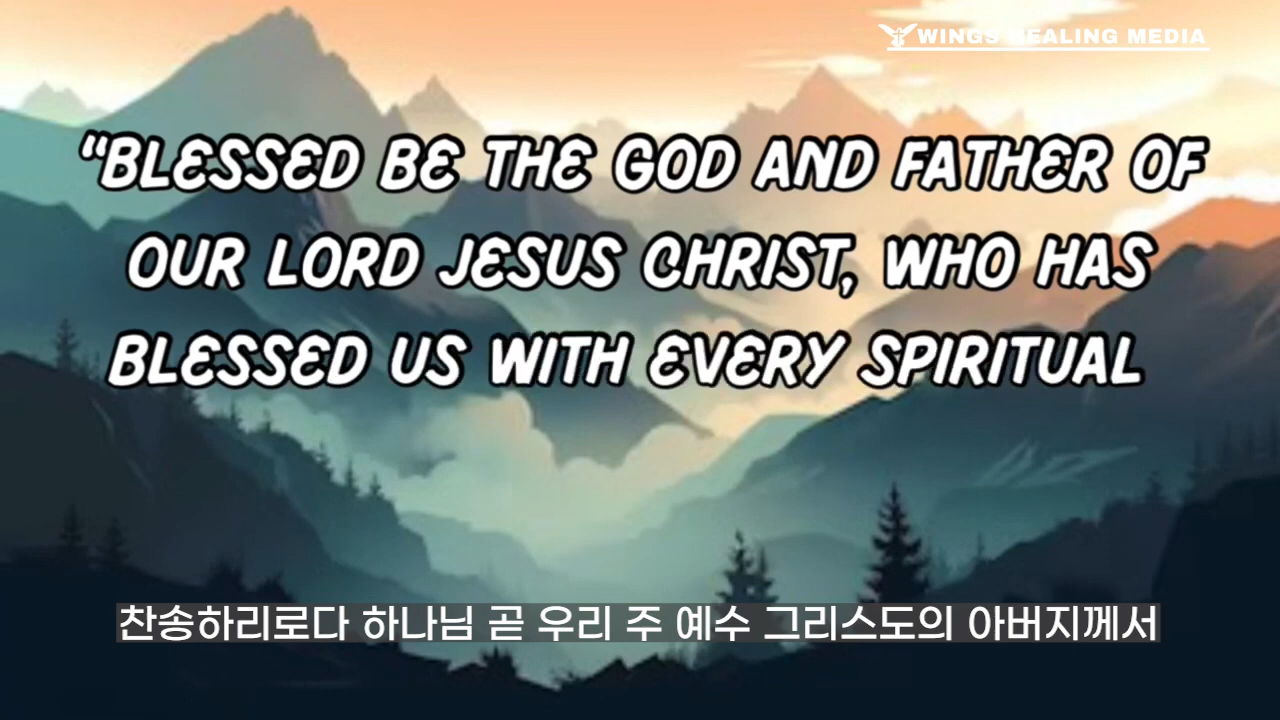 WINGS HEALING MEDIA
“BLESSED BE THE GOD AND FATHER OF
OUR LORD JESUS CHRIST, WHO HAS
BLESSED US WITH EVERY SPIRITUAL
찬송하리로다 하나님 곧 우리 주 예수 그리스도의 아버지께서